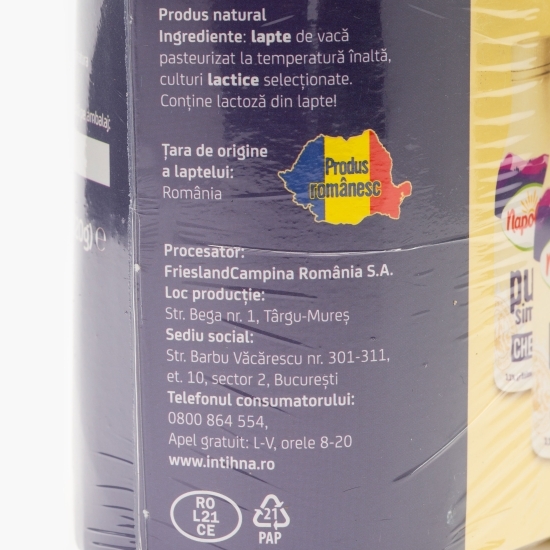 Produs natural
Ingrediente: lapte de vacă
pasteurizat la temperatură înaltă,
culturi lactice selecționate.
Conține lactoză din lapte!
Țara de origine
a laptelui:
România
Produs
românesc
Procesator:
FrieslandCampina România S.A.
Loc producție:
Str. Bega nr. 1, Târgu-Mureș
Sediu social:
Str. Barbu Văcărescu nr. 301-311,
et. 10, sector 2, București
Telefonul consumatorului:
0800 864 554,
Apel gratuit: L-V, orele 8-20
www.intihna.ro
RO
L21
CE
21
PAP
ambalaj;
g) e